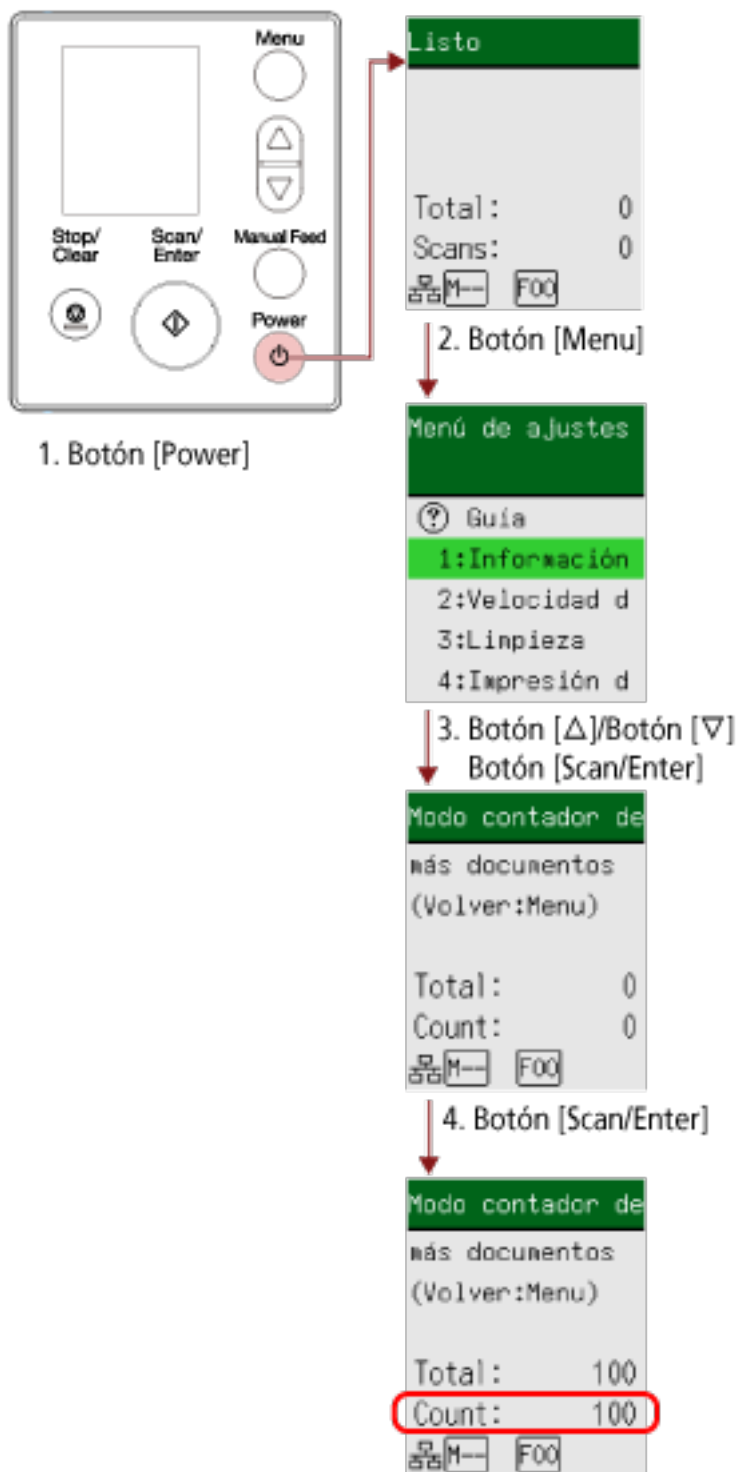 Menu
Stop/
Clear
Scan/
Enter
Manual Feed
Power
1. Botón [Power]
Listo
Total: 0
Scans: 0
M-- F00
2. Botón [Menu]
Menú de ajustes
? Guía
1:Información
2:Velocidad d
3:Limpieza
4:Impresión d
3. Botón [△]/Botón [▽]
Botón [Scan/Enter]
Modo contador de
más documentos
(Volver:Menu)
Total: 0
Count: 0
M-- F00
4. Botón [Scan/Enter]
Modo contador de
más documentos
(Volver:Menu)
Total: 100
Count: 100
M-- F00